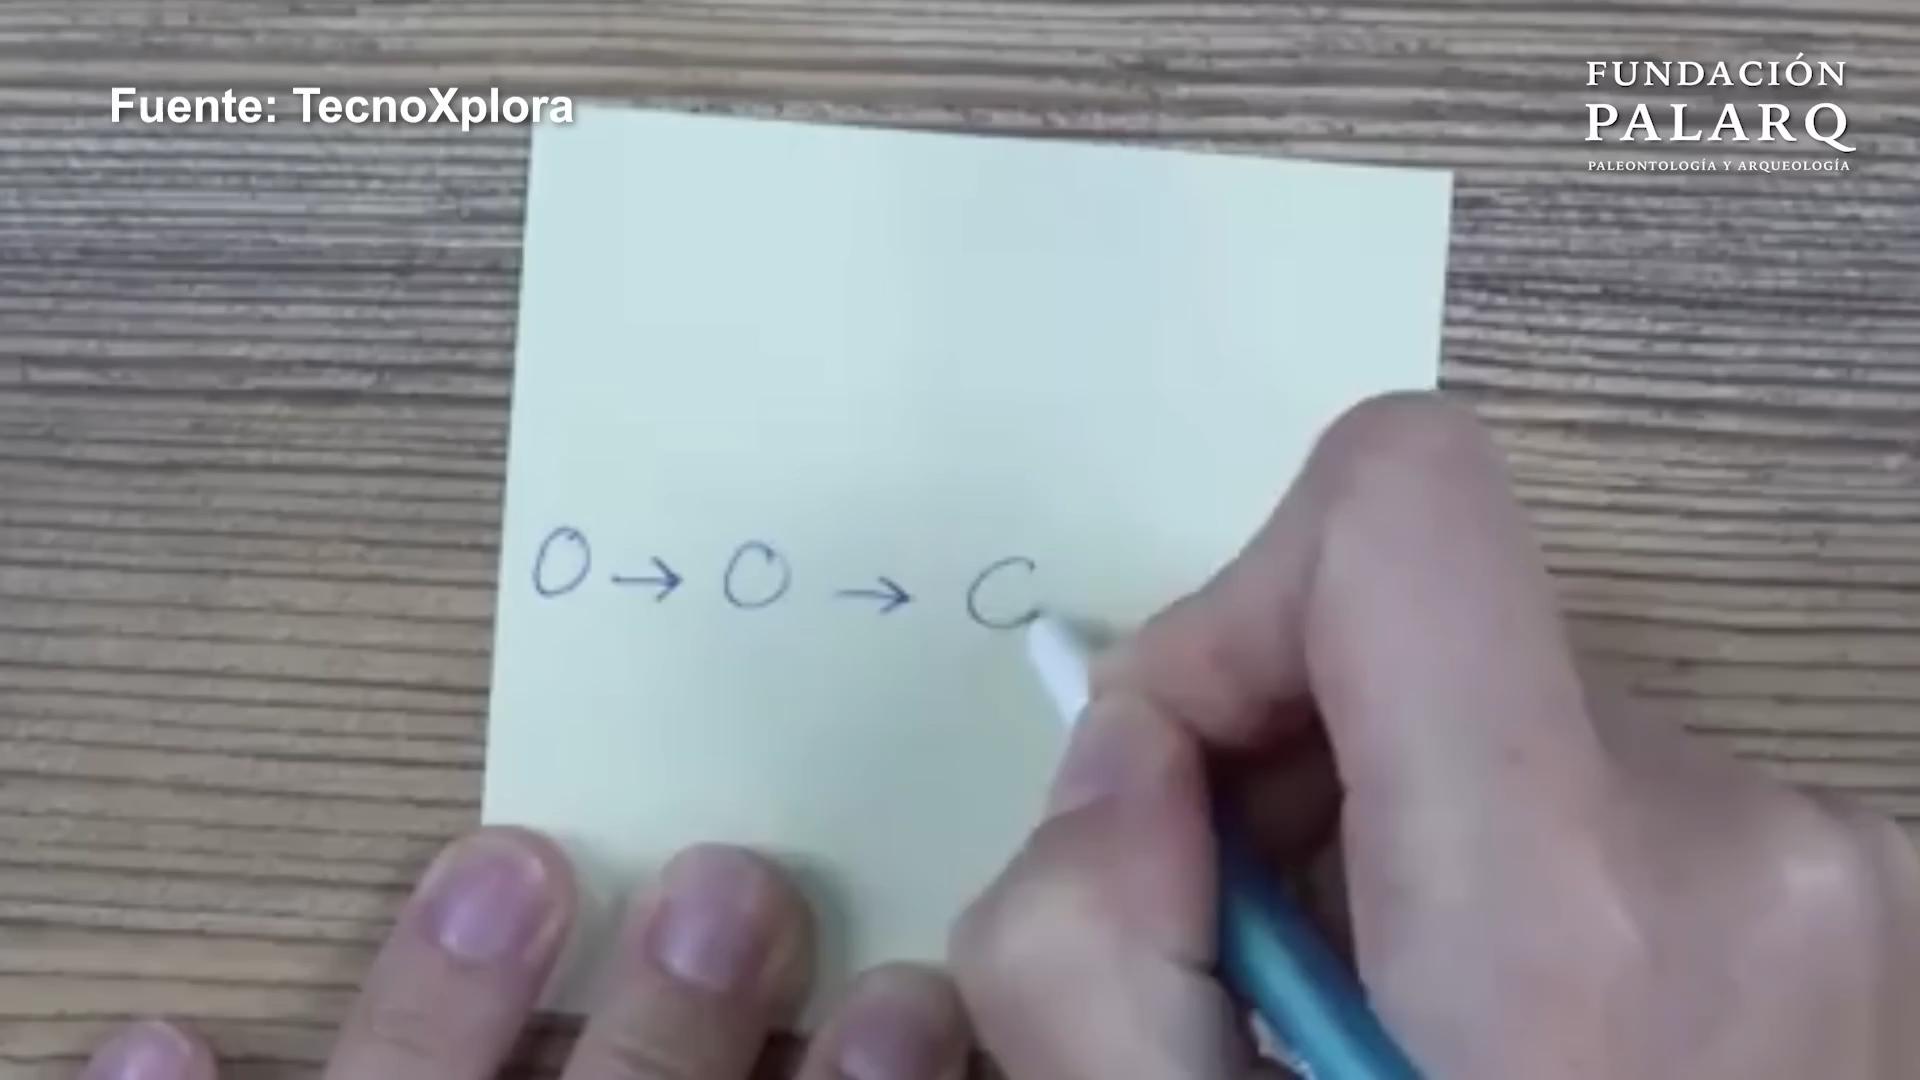 Fuente: TecnoXplora
FUNDACIÓN
PALARQ
PALEONTOLOGÍA Y ARQUEOLOGÍA
O → O → C